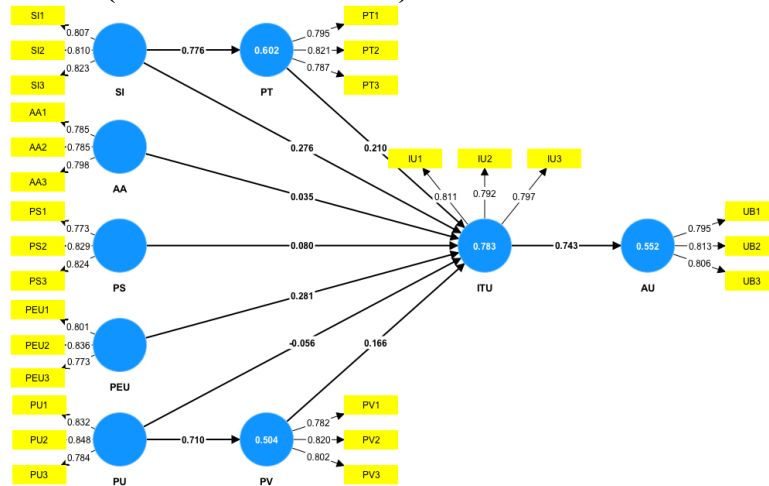 SI1
0.807
SI2
0.810
SI3
0.823
SI
0.776
0.602
PT
0.795
PT1
0.821
PT2
0.787
PT3
AA1
0.785
AA2
0.785
AA3
0.798
AA
0.276
0.210
0.035
IU1
0.811
IU2
0.792
IU3
0.797
PS1
0.773
PS2
0.829
PS3
0.824
PS
0.080
0.783
ITU
0.743
0.552
AU
0.795
UB1
0.813
UB2
0.806
UB3
PEU1
0.801
PEU2
0.836
PEU3
0.773
PEU
0.281
-0.056
0.166
PU1
0.832
PU2
0.848
PU3
0.784
PU
0.710
0.504
PV
0.782
PV1
0.820
PV2
0.802
PV3